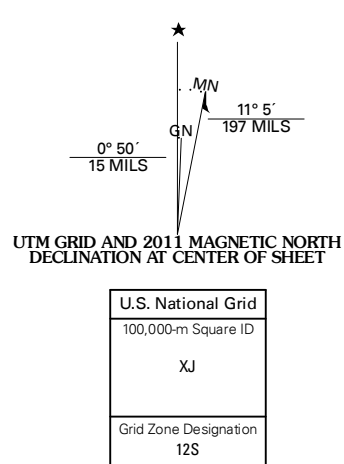 MN
11° 5´
197 MILS
GN
0° 50´
15 MILS
UTM GRID AND 2011 MAGNETIC NORTH
DECLINATION AT CENTER OF SHEET
U.S. National Grid
100,000-m Square ID
XJ
Grid Zone Designation
12S